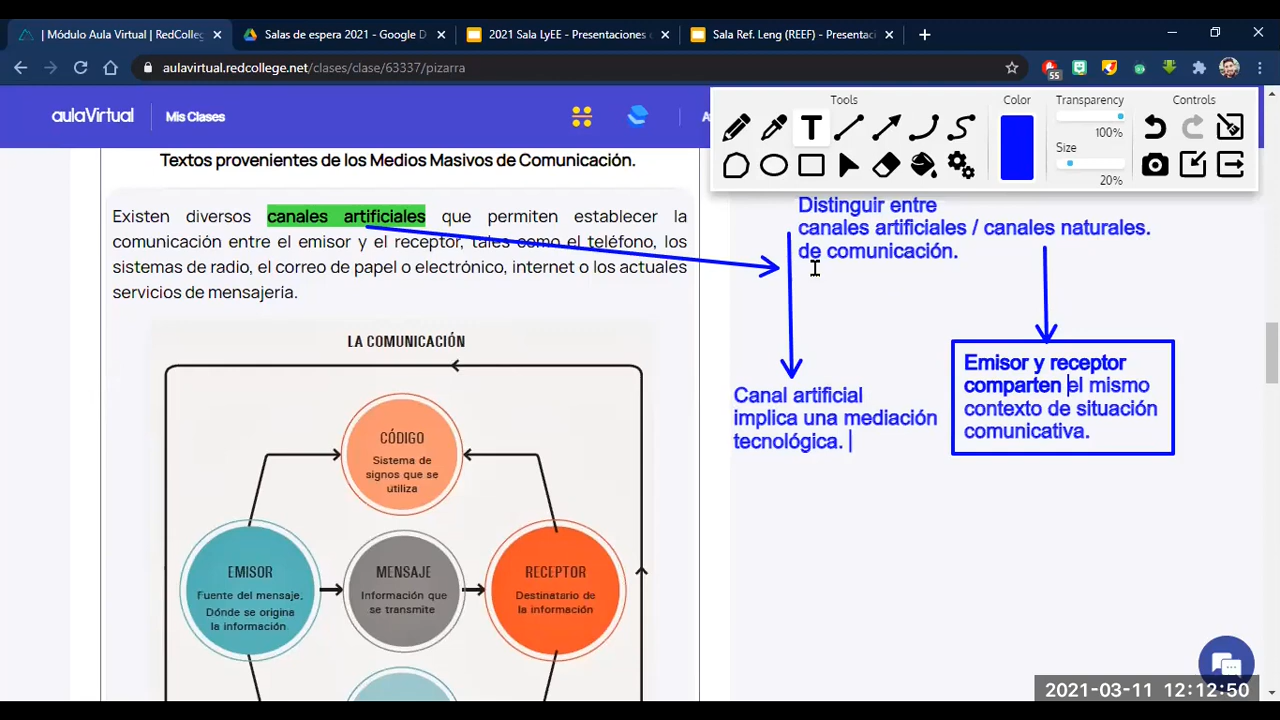 | Módulo Aula Virtual | RedColleg
Salas de espera 2021 - Google D
2021 Sala LyEE - Presentaciones
Sala Ref. Leng (REEF) - Presentac
aulavirtual.redcollege.net/clases/clase/63337/pizarra
55
aulaVirtual
Mis Clases
A
Tools
Color
Transparency
100%
Size
20%
Controls
T
Textos provenientes de los Medios Masivos de Comunicación.
Existen diversos canales artificiales que permiten establecer la
comunicación entre el emisor y el receptor, tales como el teléfono, los
sistemas de radio, el correo de papel o electrónico, internet o los actuales
servicios de mensajería.
Distinguir entre
canales artificiales / canales naturales.
de comunicación.
Canal artificial
implica una mediación
tecnológica.
Emisor y receptor
comparten el mismo
contexto de situación
comunicativa.
LA COMUNICACIÓN
CÓDIGO
Sistema de
signos que se
utiliza
EMISOR
Fuente del mensaje,
Dónde se origina
la información
MENSAJE
Información que
se transmite
RECEPTOR
Destinatario de
la información
2021-03-11 12:12:50